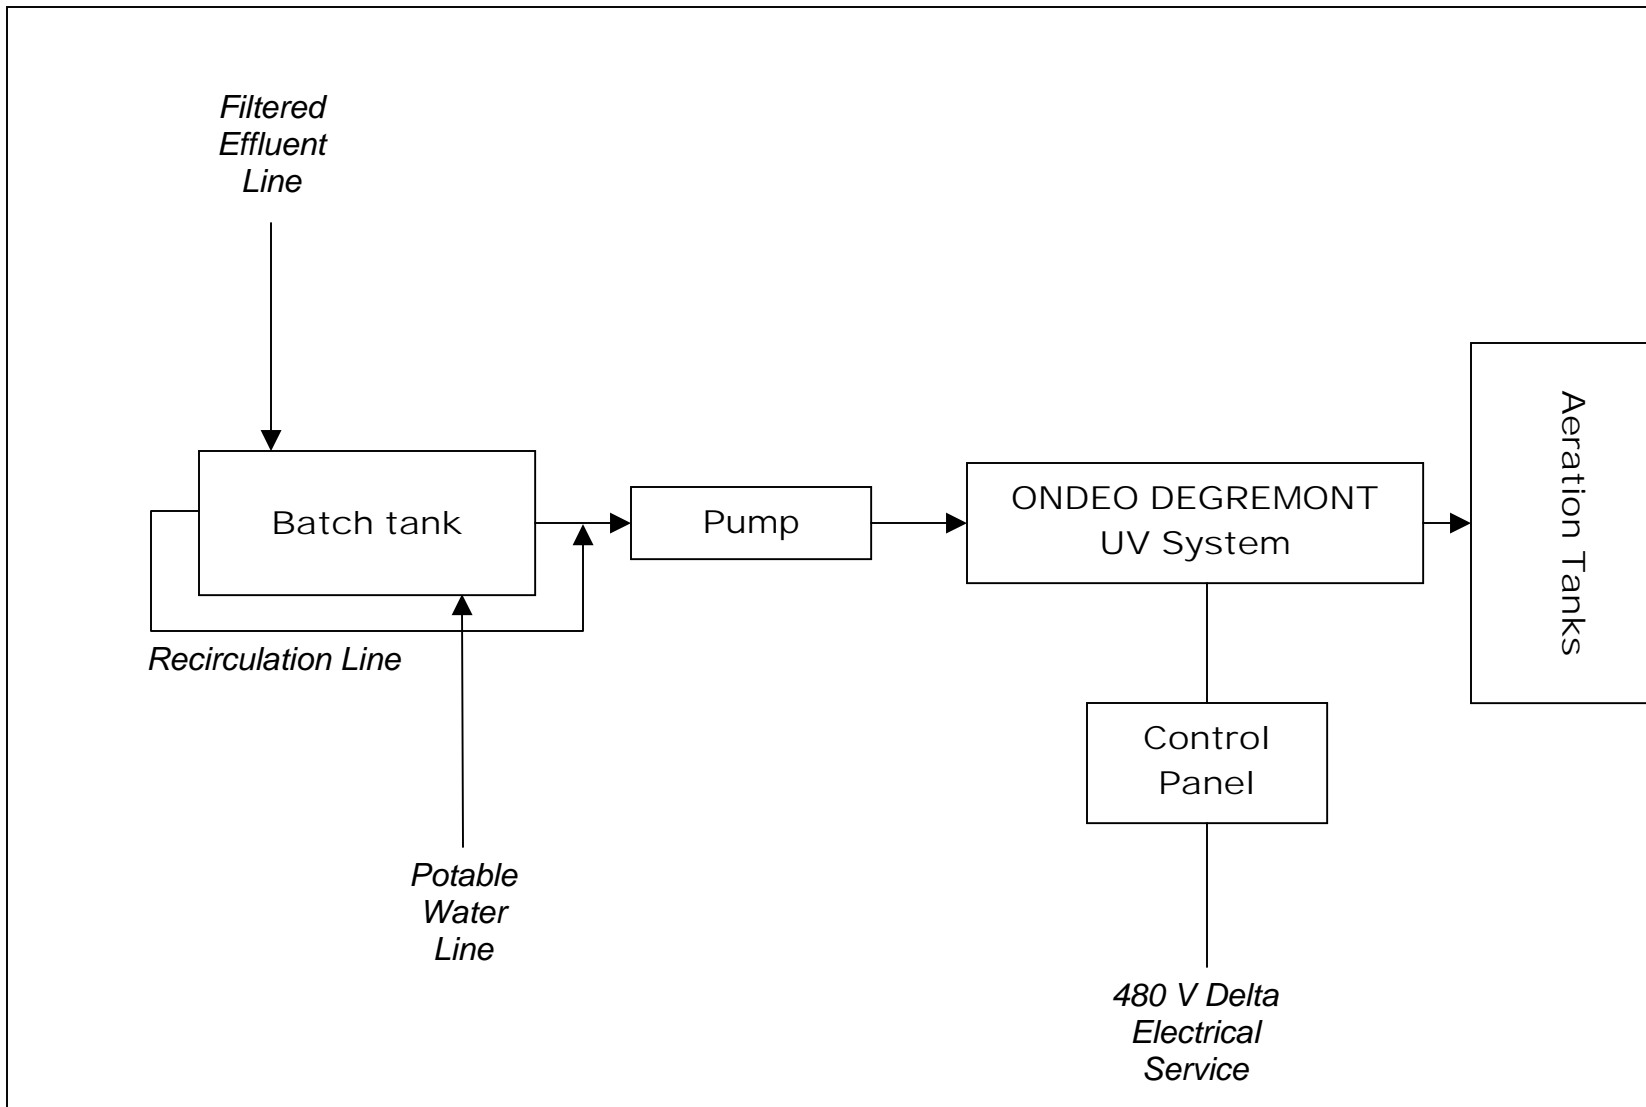 Filtered
Effluent
Line
Batch tank
Pump
ONDEO DEGREMONT
UV System
Aeration Tanks
Recirculation Line
Control
Panel
Potable
Water
Line
480 V Delta
Electrical
Service